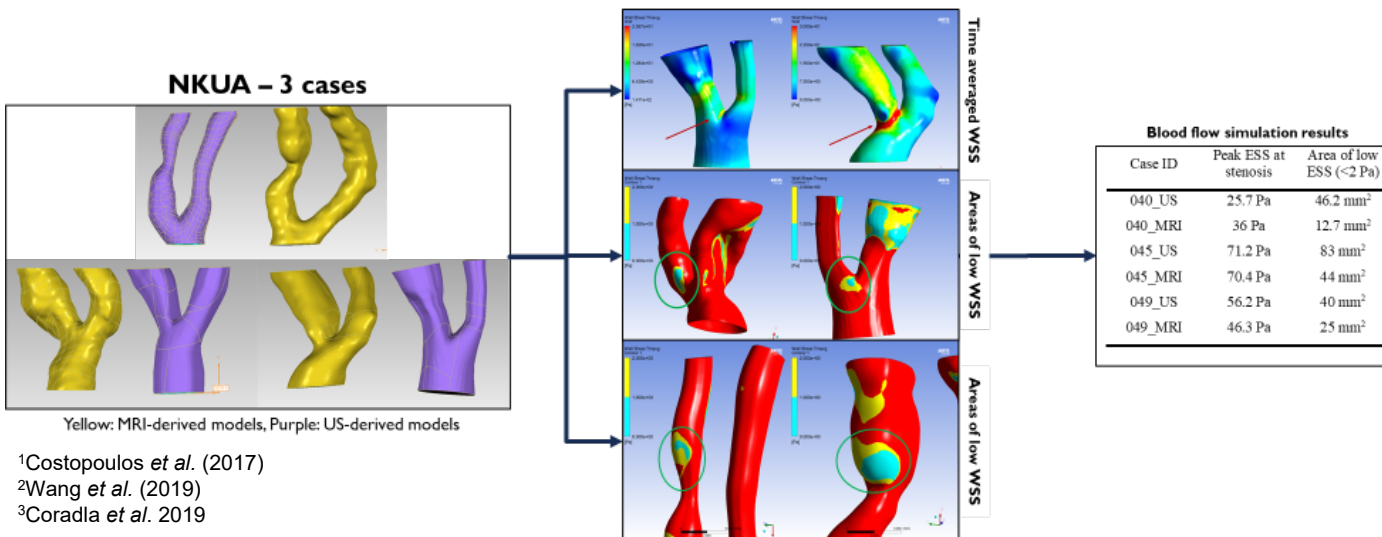 NKUA – 3 cases
Yellow: MRI-derived models, Purple: US-derived models
¹Costopoulos et al. (2017)
²Wang et al. (2019)
³Coradla et al. 2019
Time averaged WSS
Areas of low WSS
Areas of low WSS
Blood flow simulation results
Case ID Peak ESS at stenosis Area of low ESS (<2 Pa)
040_US 25.7 Pa 46.2 mm²
040_MRI 36 Pa 12.7 mm²
045_US 71.2 Pa 83 mm²
045_MRI 70.4 Pa 44 mm²
049_US 56.2 Pa 40 mm²
049_MRI 46.3 Pa 25 mm²